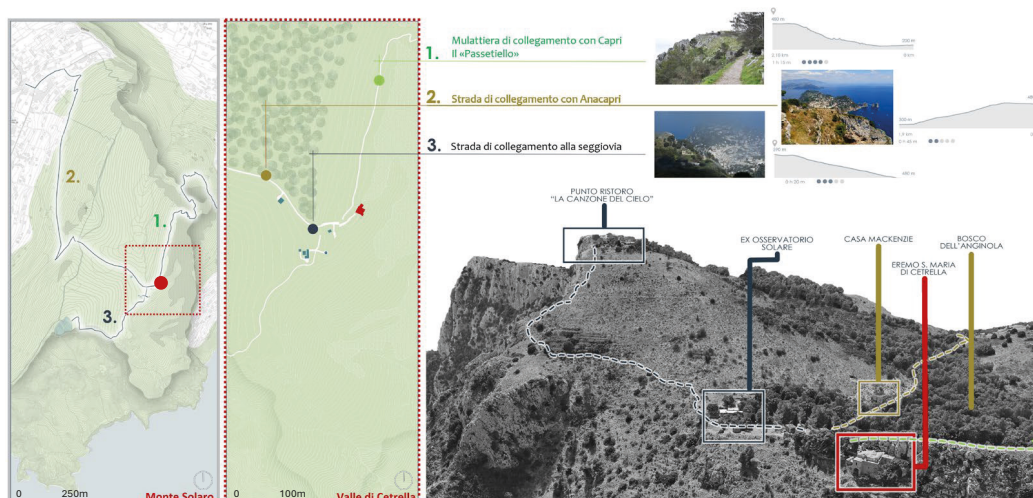 1.
Mulattiera di collegamento con Capri
Il «Passetiello»
2.
Strada di collegamento con Anacapri
3.
Strada di collegamento alla seggiovia
2.
1.
3.
0
250m
Monte Solaro
0
100m
Valle di Cetrella
PUNTO RISTORO
"LA CANZONE DEL CIELO"
EX OSSERVATORIO
SOLARE
CASA MACKENZIE
BOSCO
DELL'ANGINOLA
EREMO S. MARIA
DI CETRELLA